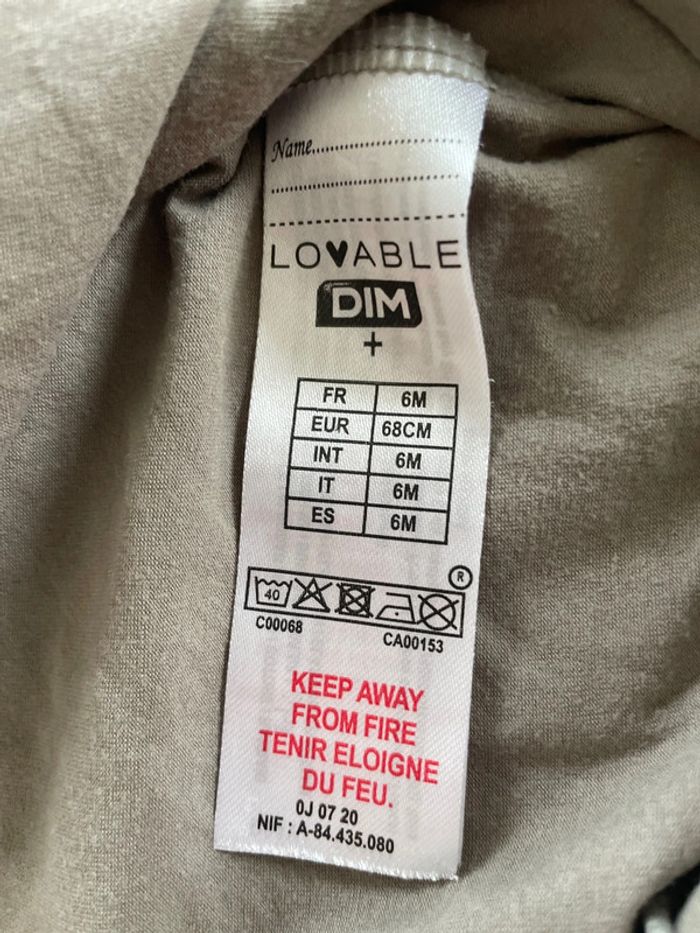 Name
LOVABLE
DIM
+
FR 6M
EUR 68CM
INT 6M
IT 6M
ES 6M
®
40
C00068
CA00153
KEEP AWAY
FROM FIRE
TENIR ELOIGNE
DU FEU.
0J 07 20
NIF : A-84.435.080